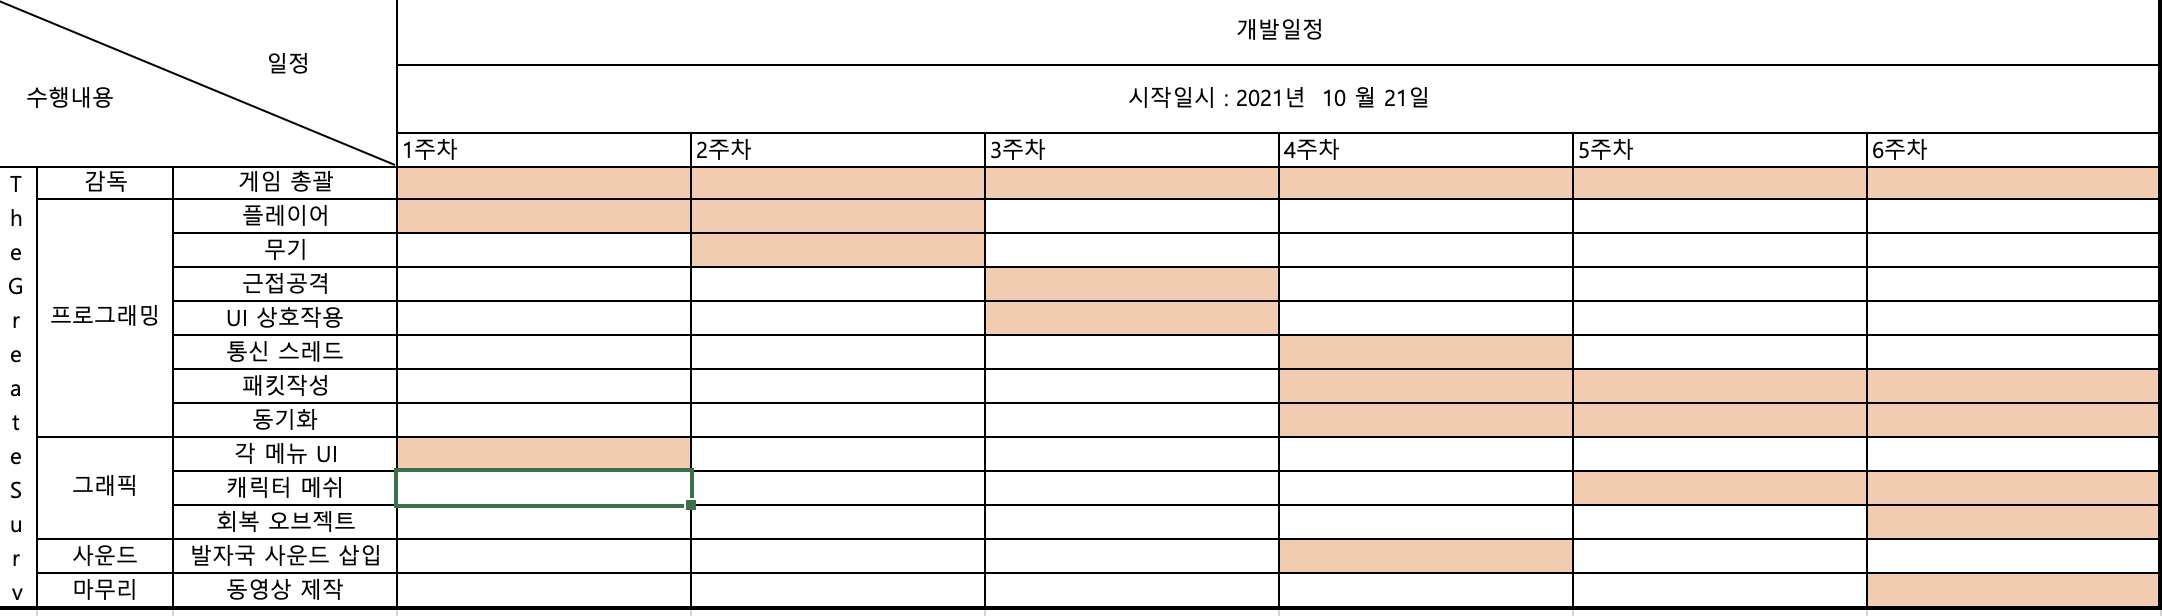 개발일정
일정
수행내용
시작일시 : 2021년 10 월 21일
1주차 2주차 3주차 4주차 5주차 6주차
T 감독 게임 총괄
h 플레이어
e 무기
G 근접공격
r 프로그래밍 UI 상호작용
e 통신 스레드
a 패킷작성
t 동기화
e 각 메뉴 UI
S 그래픽 캐릭터 메쉬
u 회복 오브젝트
r 사운드 발자국 사운드 삽입
v 마무리 동영상 제작